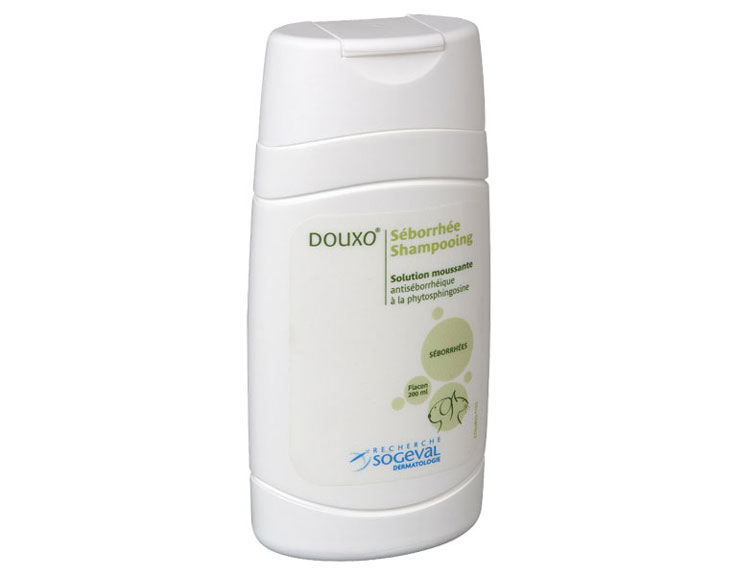 DOUXO®
Séborrhée
Shampooing
Solution moussante
antiséborrhéique
à la phytosphingosine
SÉBORRHÉES
Flacon
200 ml
RECHERCHE
SOGEVAL
DERMATOLOGIE